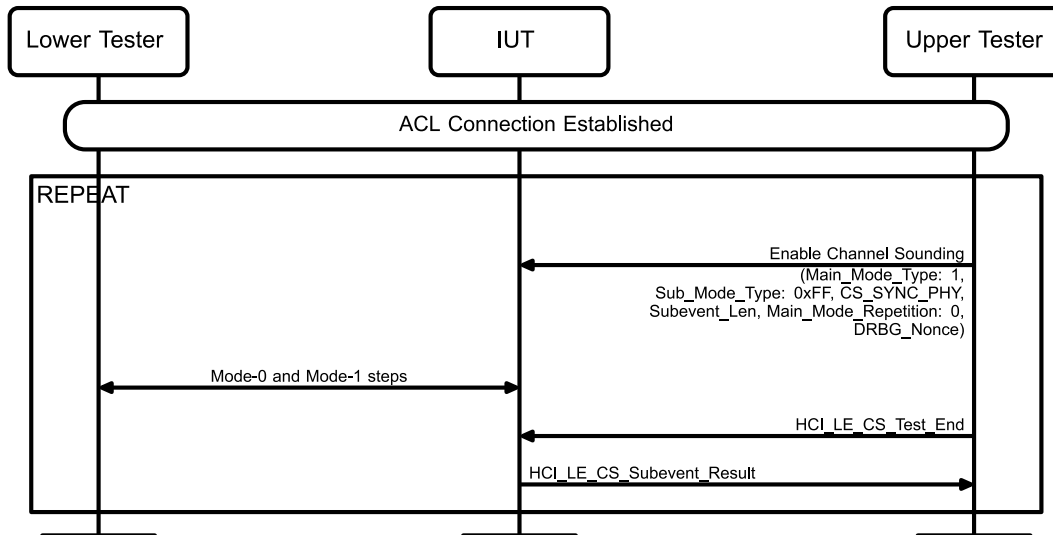 Lower Tester
IUT
Upper Tester
ACL Connection Established
REPEAT
Enable Channel Sounding
(Main_Mode_Type: 1,
Sub_Mode_Type: 0xFF, CS_SYNC_PHY,
Subevent_Len, Main_Mode_Repetition: 0,
DRBG_Nonce)
Mode-0 and Mode-1 steps
HCI_LE_CS_Test_End
HCI_LE_CS_Subevent_Result